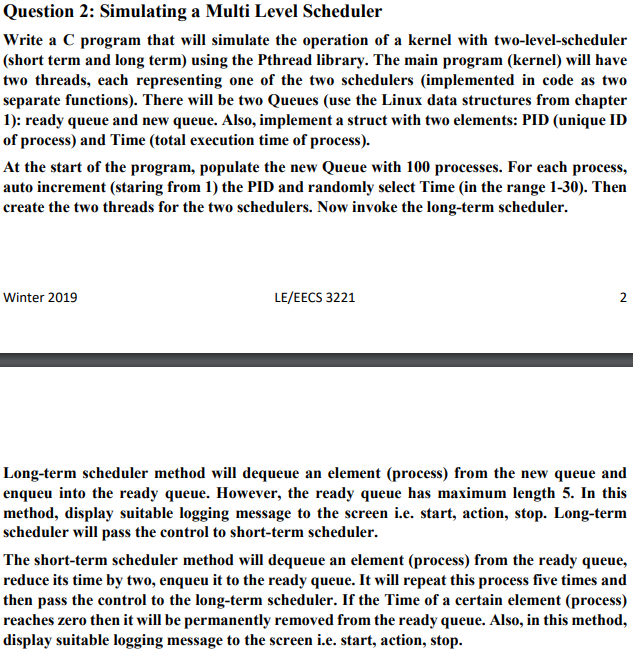 Question 2: Simulating a Multi Level Scheduler
Write a C program that will simulate the operation of a kernel with two-level-scheduler
(short term and long term) using the Pthread library. The main program (kernel) will have
two threads, each representing one of the two schedulers (implemented in code as two
separate functions). There will be two Queues (use the Linux data structures from chapter
1): ready queue and new queue. Also, implement a struct with two elements: PID (unique ID
of process) and Time (total execution time of process).
At the start of the program, populate the new Queue with 100 processes. For each process,
auto increment (staring from 1) the PID and randomly select Time (in the range 1-30). Then
create the two threads for the two schedulers. Now invoke the long-term scheduler.
Winter 2019 LE/EECS 3221 2
Long-term scheduler method will dequeue an element (process) from the new queue and
enqueu into the ready queue. However, the ready queue has maximum length 5. In this
method, display suitable logging message to the screen i.e. start, action, stop. Long-term
scheduler will pass the control to short-term scheduler.
The short-term scheduler method will dequeue an element (process) from the ready queue,
reduce its time by two, enqueu it to the ready queue. It will repeat this process five times and
then pass the control to the long-term scheduler. If the Time of a certain element (process)
reaches zero then it will be permanently removed from the ready queue. Also, in this method,
display suitable logging message to the screen i.e. start, action, stop.